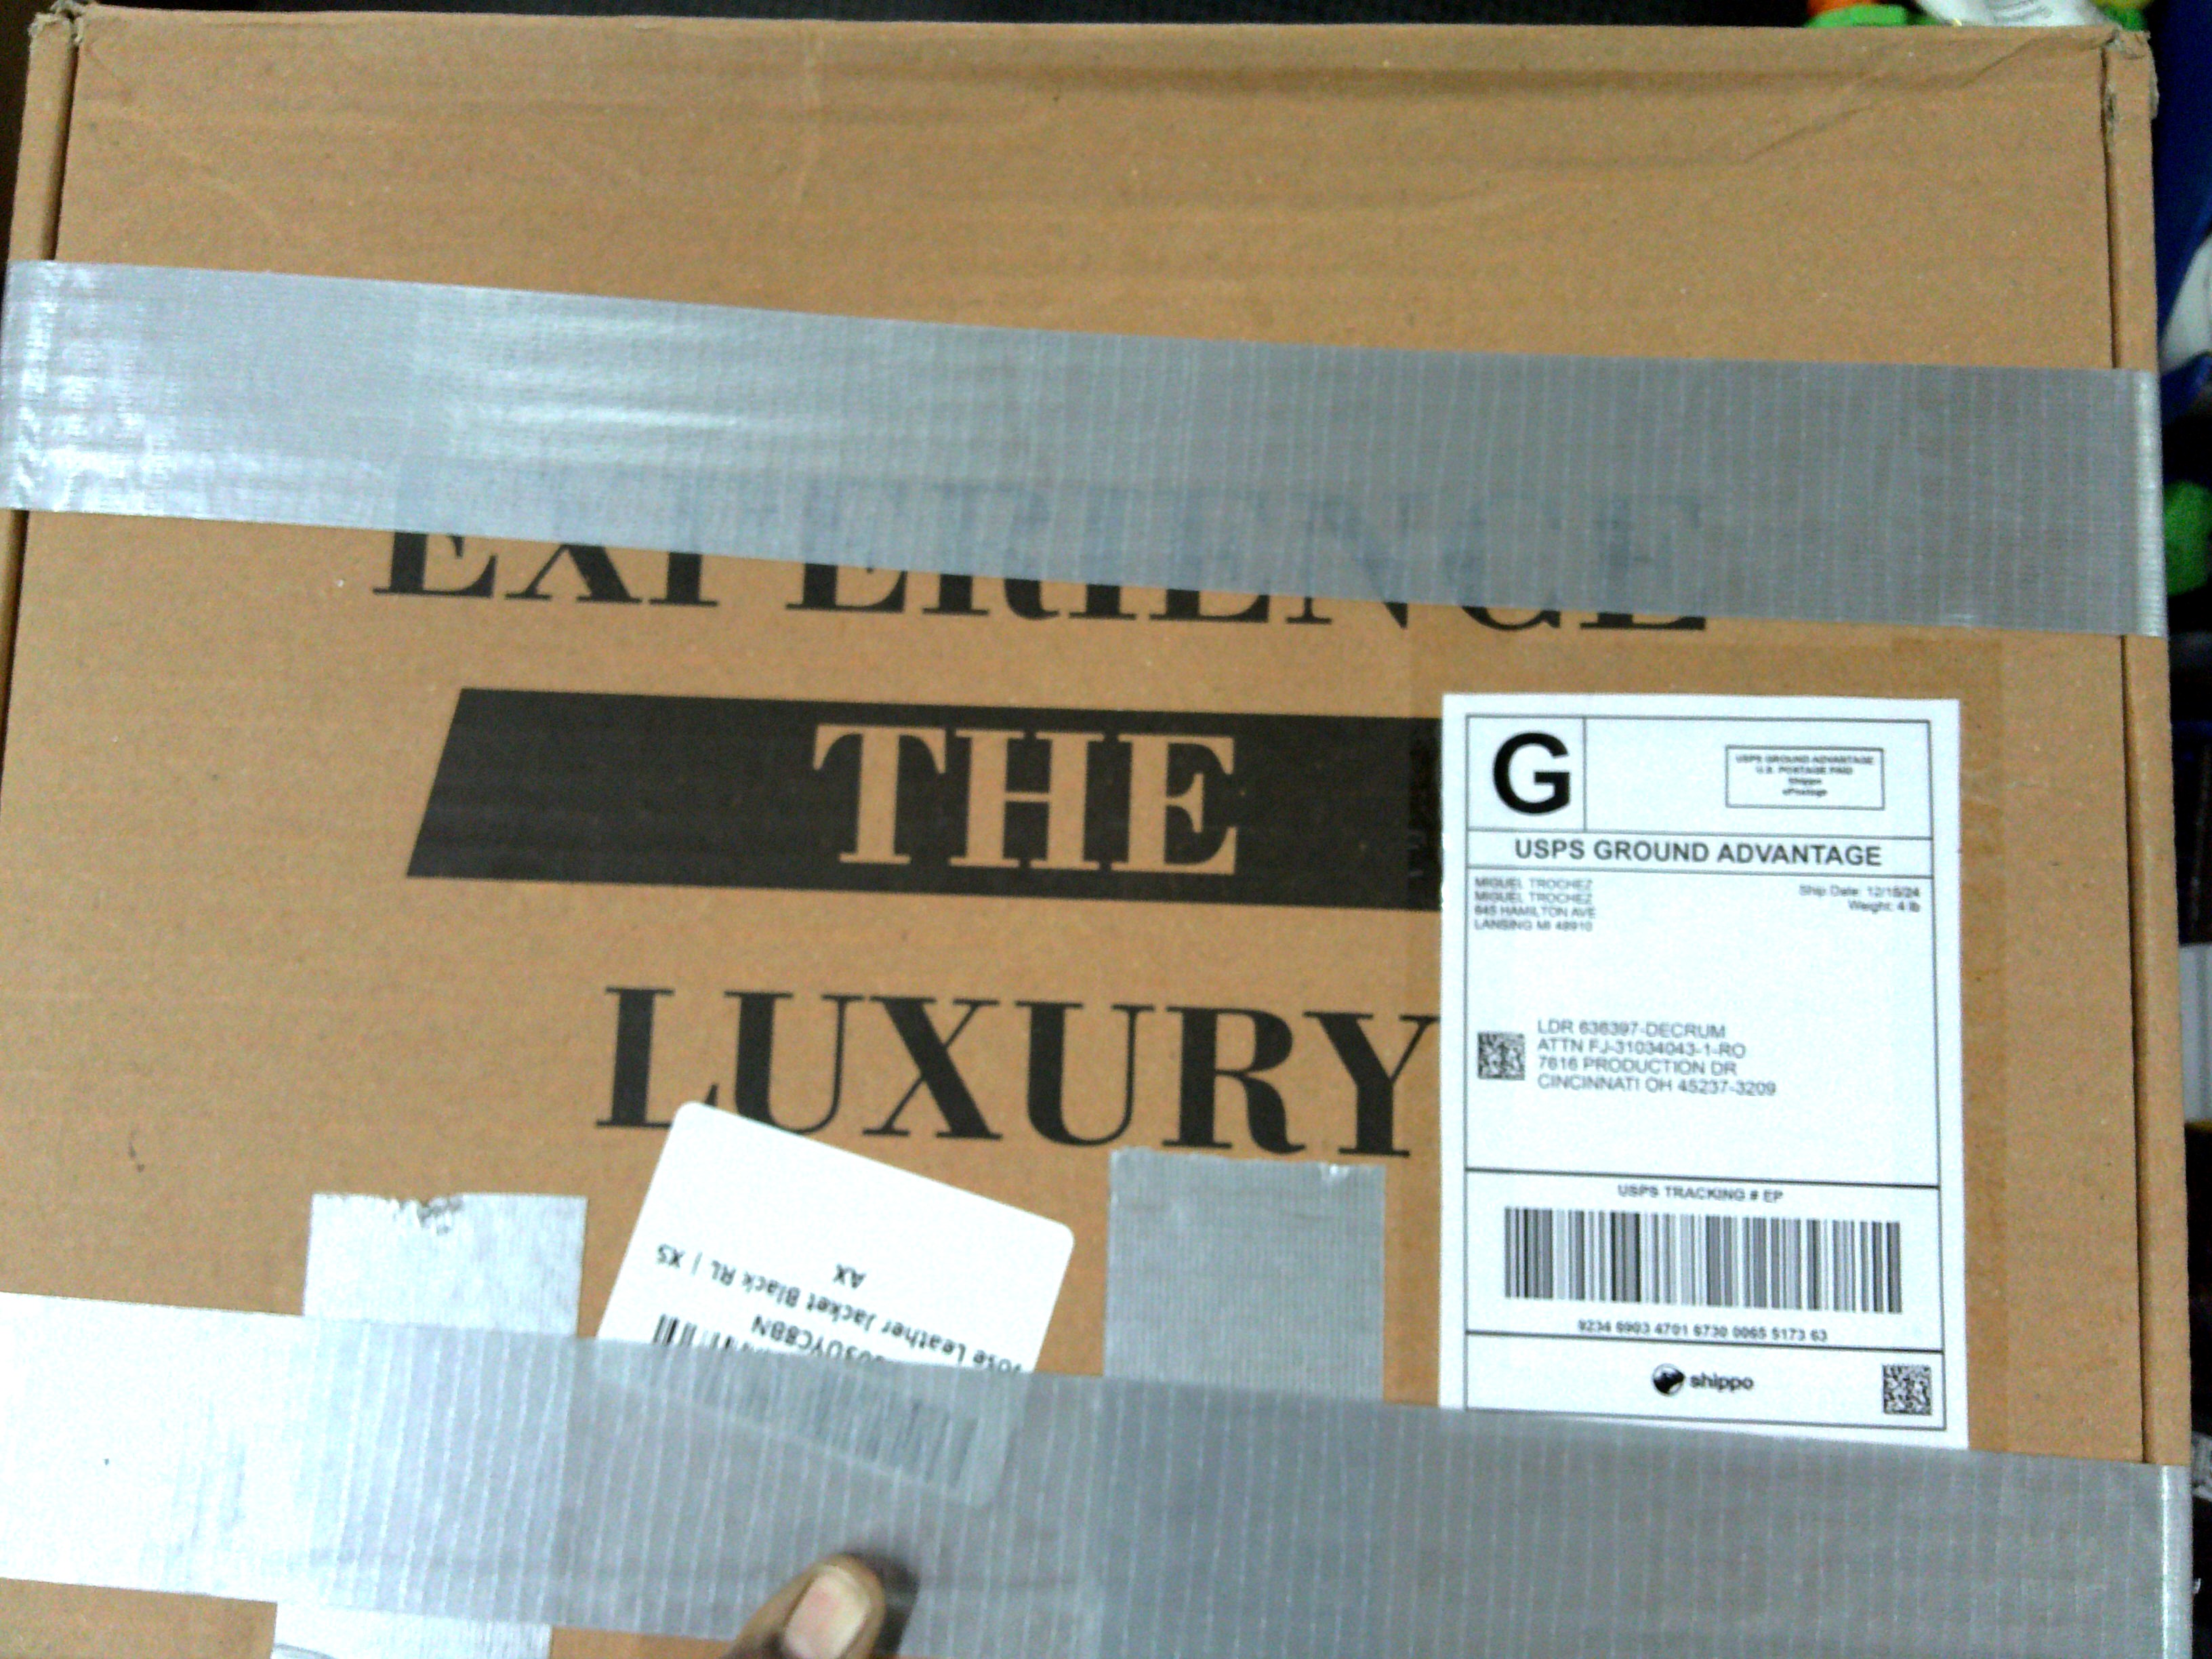 EXPERIENCE
THE
LUXURY
G
USPS GROUND ADVANTAGE
U.S. POSTAGE PAID
Shippo
ePostage
USPS GROUND ADVANTAGE
MIGUEL TROCHEZ
MIGUEL TROCHEZ
645 HAMILTON AVE
LANSING MI 48910
Ship Date: 12/15/24
Weight: 4 lb
LDR 636397-DECRUM
ATTN FJ-31034043-1-RO
7616 PRODUCTION DR
CINCINNATI OH 45237-3209
USPS TRACKING # EP
9234 6903 4701 5730 0065 5173 63
shippo
Leather Jacket Black RL | XS
AX